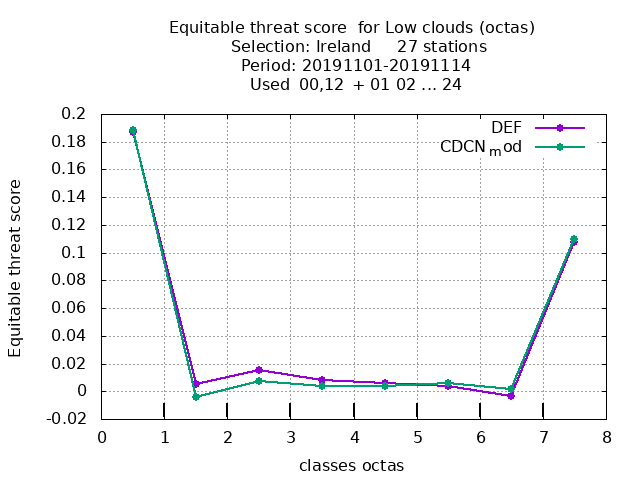 Equitable threat score  for Low clouds (octas)
Selection: Ireland     27 stations
Period: 20191101-20191114
Used  00,12  + 01 02 ... 24
DEF
CDCNmod
Equitable threat score
0.2
0.18
0.16
0.14
0.12
0.1
0.08
0.06
0.04
0.02
0
-0.02
0 1 2 3 4 5 6 7 8
classes octas